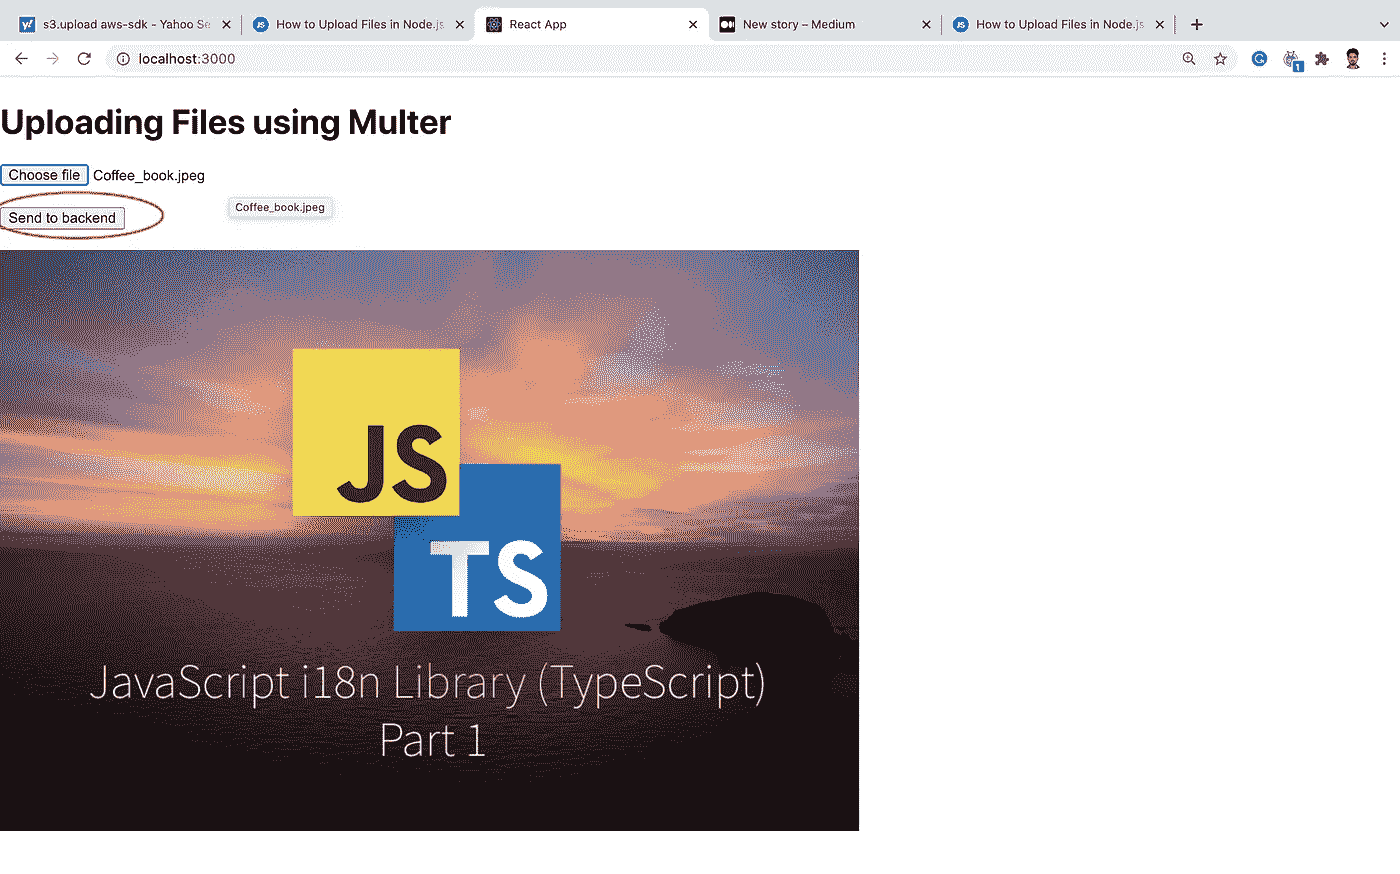 s3.upload aws-sdk - Yahoo Se
How to Upload Files in Node.js
React App
New story – Medium
How to Upload Files in Node.js
localhost:3000
1
Uploading Files using Multer
Choose file Coffee_book.jpeg
Send to backend
Coffee_book.jpeg
JS
TS
JavaScript i18n Library (TypeScript)
Part 1